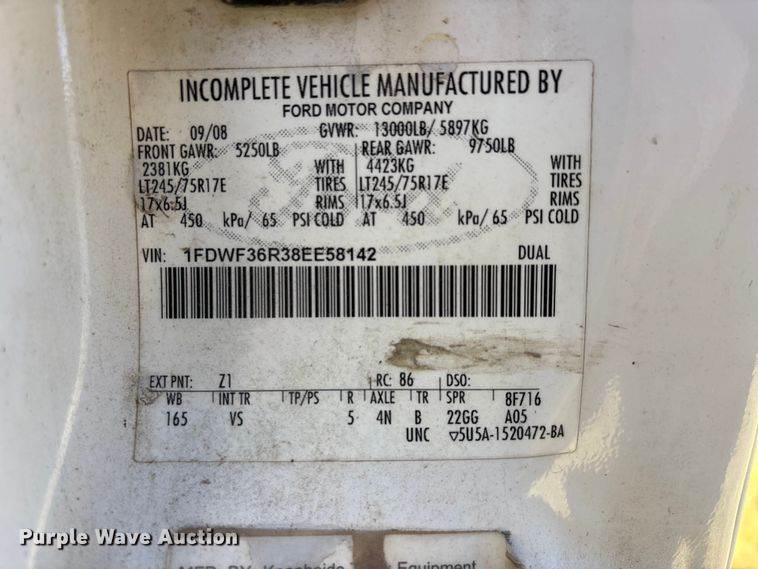 INCOMPLETE VEHICLE MANUFACTURED BY
FORD MOTOR COMPANY
DATE: 09/08 GVWR: 13000LB/ 5897KG
FRONT GAWR: 5250LB REAR GAWR: 9750LB
2381KG WITH 4423KG WITH
LT245/75R17E TIRES LT245/75R17E TIRES
17x6.5J RIMS 17x6.5J RIMS
AT 450 kPa/ 65 PSI COLD AT 450 kPa/ 65 PSI COLD
VIN: 1FDWF36R38EE58142 DUAL
EXT PNT: Z1 RC: 86 DSO:
WB INT TR TP/PS R AXLE TR SPR 8F716
165 VS 5 4N B 22GG A05
UNC ▽5U5A-1520472-BA
Purple Wave Auction
MFD. BY Equipment